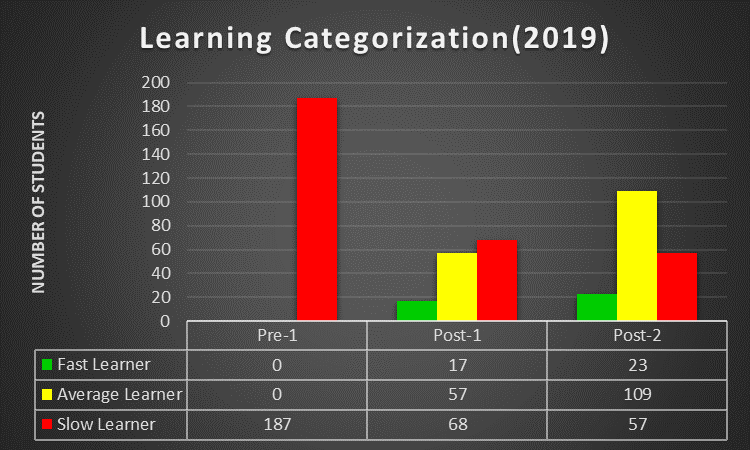 Learning Categorization(2019)
NUMBER OF STUDENTS
200
180
160
140
120
100
80
60
40
20
0
Pre-1 Post-1 Post-2
Fast Learner 0 17 23
Average Learner 0 57 109
Slow Learner 187 68 57